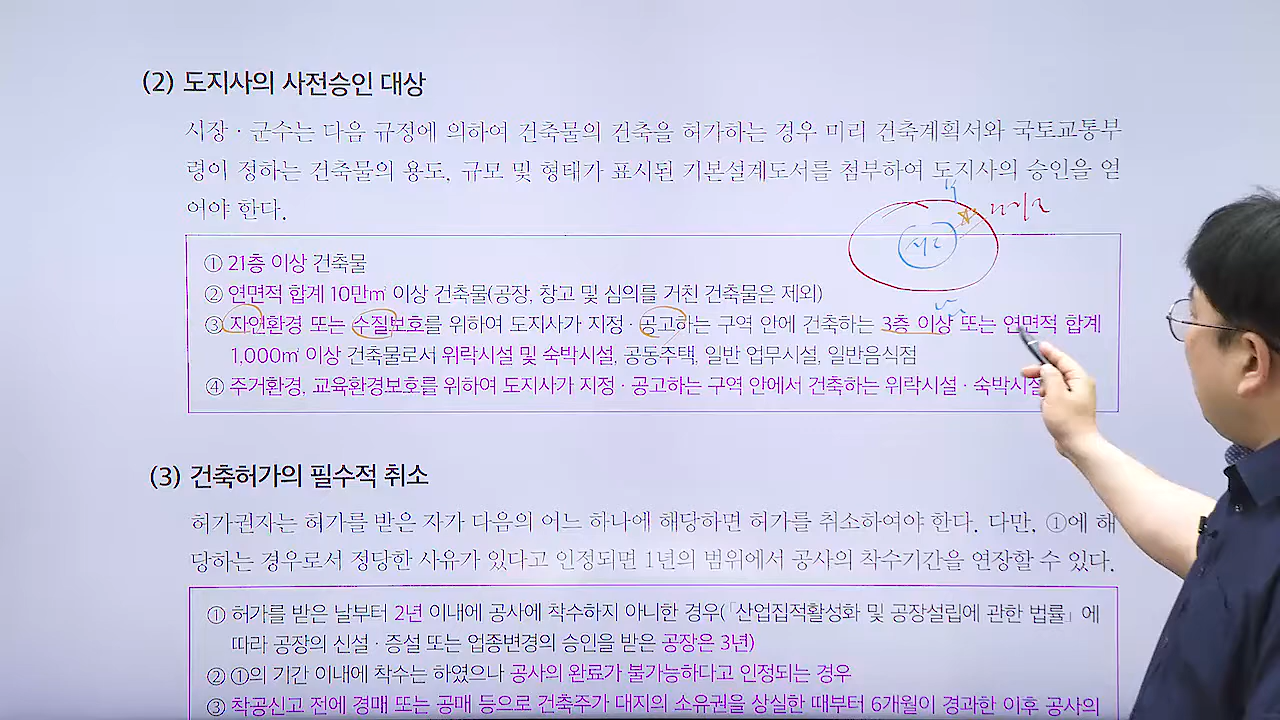 (2) 도지사의 사전승인 대상
시장·군수는 다음 규정에 의하여 건축물의 건축을 허가하는 경우 미리 건축계획서와 국토교통부
령이 정하는 건축물의 용도, 규모 및 형태가 표시된 기본설계도서를 첨부하여 도지사의 승인을 얻
어야 한다.
① 21층 이상 건축물
② 연면적 합계 10만㎡ 이상 건축물(공장, 창고 및 심의를 거친 건축물은 제외)
③ 자연환경 또는 수질보호를 위하여 도지사가 지정·공고하는 구역 안에 건축하는 3층 이상 또는 연면적 합계
1,000㎡ 이상 건축물로서 위락시설 및 숙박시설, 공동주택, 일반 업무시설, 일반음식점
④ 주거환경, 교육환경보호를 위하여 도지사가 지정·공고하는 구역 안에서 건축하는 위락시설·숙박시설
(3) 건축허가의 필수적 취소
허가권자는 허가를 받은 자가 다음의 어느 하나에 해당하면 허가를 취소하여야 한다. 다만, ①에 해
당하는 경우로서 정당한 사유가 있다고 인정되면 1년의 범위에서 공사의 착수기간을 연장할 수 있다.
① 허가를 받은 날부터 2년 이내에 공사에 착수하지 아니한 경우(「산업집적활성화 및 공장설립에 관한 법률」에
따라 공장의 신설·증설 또는 업종변경의 승인을 받은 공장은 3년)
② ①의 기간 이내에 착수는 하였으나 공사의 완료가 불가능하다고 인정되는 경우
③ 착공신고 전에 경매 또는 공매 등으로 건축주가 대지의 소유권을 상실한 때부터 6개월이 경과한 이후 공사의